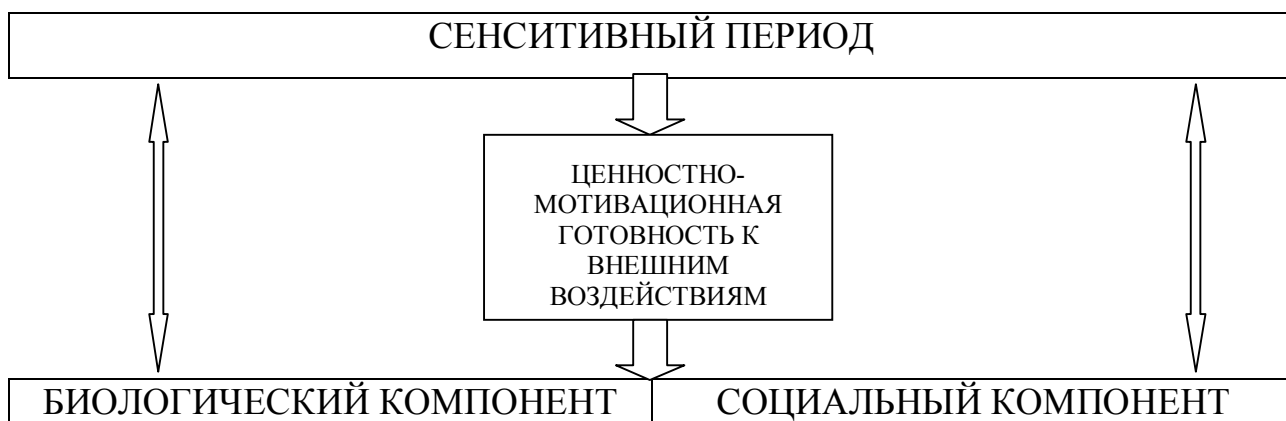 СЕНСИТИВНЫЙ ПЕРИОД
ЦЕННОСТНО-
МОТИВАЦИОННАЯ
ГОТОВНОСТЬ К
ВНЕШНИМ
ВОЗДЕЙСТВИЯМ
БИОЛОГИЧЕСКИЙ КОМПОНЕНТ
СОЦИАЛЬНЫЙ КОМПОНЕНТ